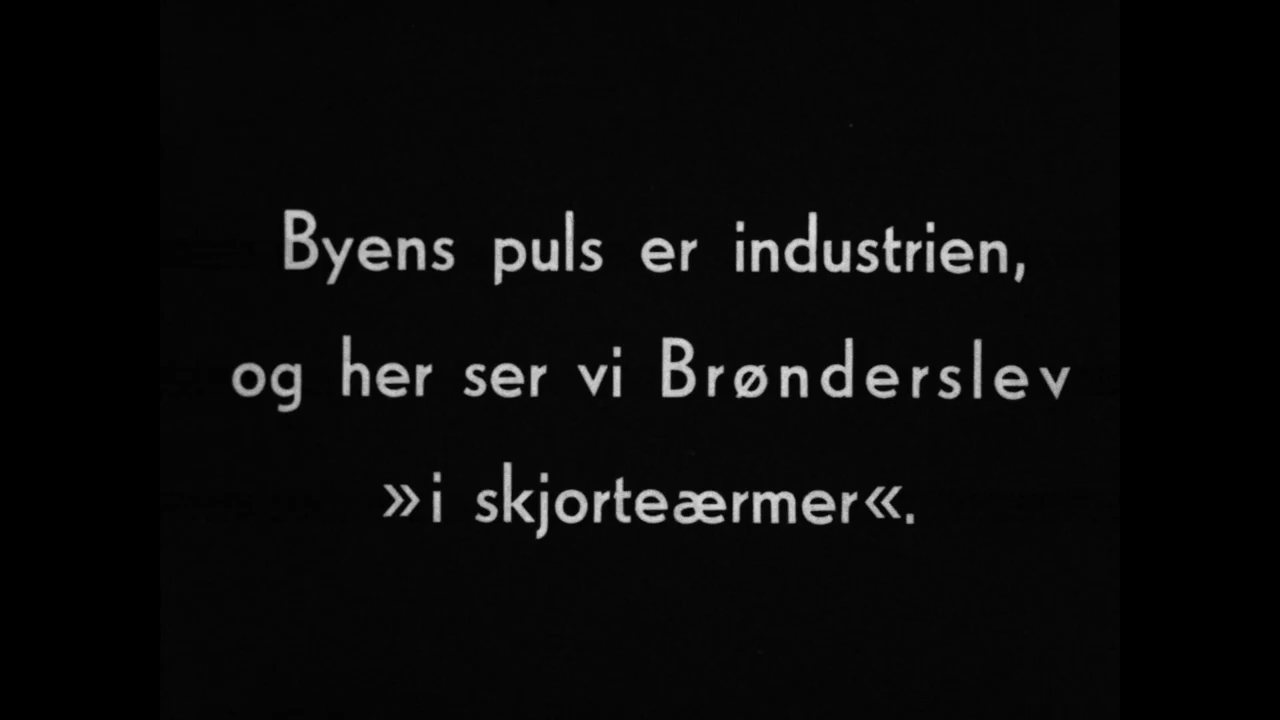 Byens puls er industrien,
og her ser vi Brønderslev
»i skjorteærmer«.